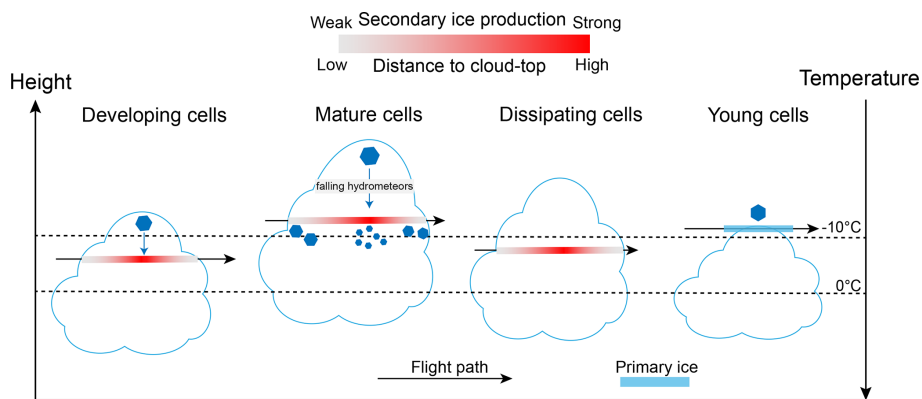 Weak Secondary ice production Strong
Low Distance to cloud-top High
Height
Temperature
Developing cells
Mature cells
Dissipating cells
Young cells
falling hydrometeors
-10°C
0°C
Flight path
Primary ice